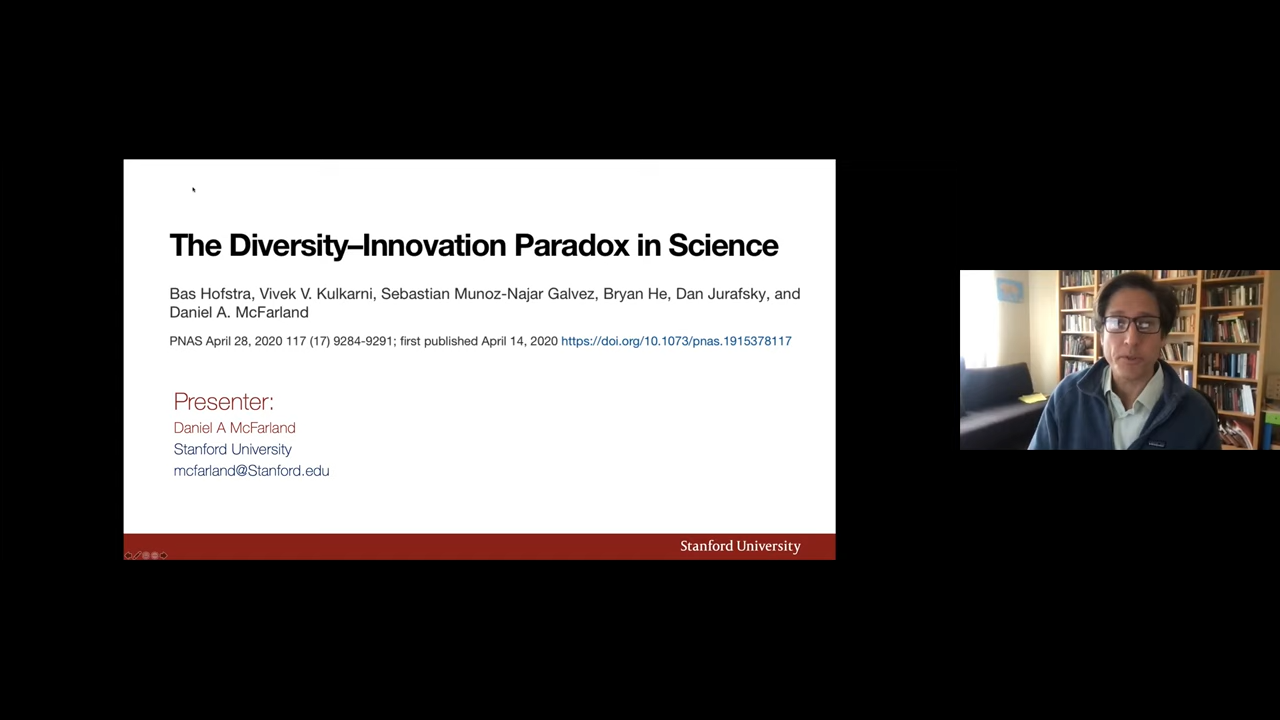 The Diversity–Innovation Paradox in Science
Bas Hofstra, Vivek V. Kulkarni, Sebastian Munoz-Najar Galvez, Bryan He, Dan Jurafsky, and
Daniel A. McFarland
PNAS April 28, 2020 117 (17) 9284-9291; first published April 14, 2020 https://doi.org/10.1073/pnas.1915378117
Presenter:
Daniel A McFarland
Stanford University
mcfarland@Stanford.edu
Stanford University